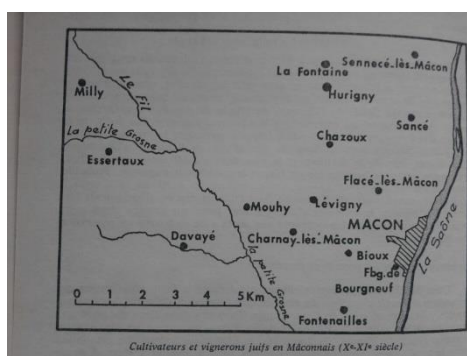 Sennecé-lès-Mâcon
La Fontaine
Milly
Le Fil
Hurigny
La petite Grosne
Sancé
Chazoux
Essertaux
Flacé-lès-Mâcon
Mouhy
Lévigny
MACON
La Saône
Davayé
Charnay-lès-Mâcon
Bioux
la petite Grosne
Fbg.de
Bourgneuf
0 1 2 3 4 5 Km
Fontenailles
Cultivateurs et vignerons juifs en Mâconnais (Xe-XIe siècle)